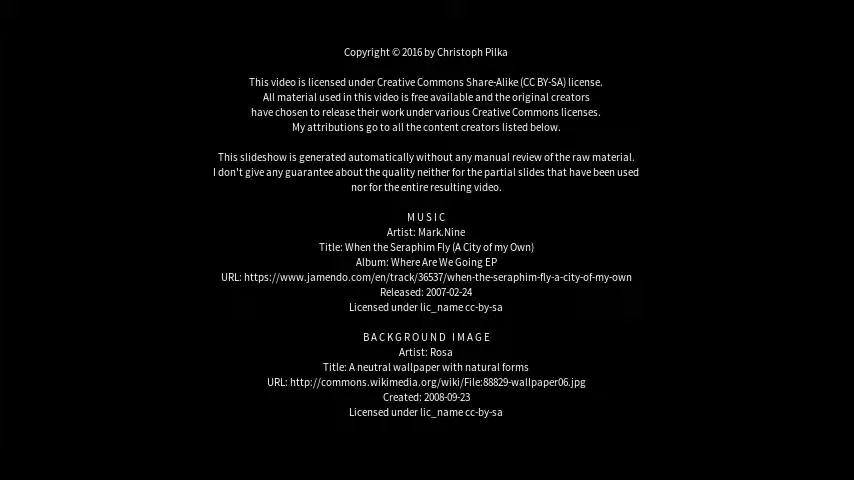 Copyright © 2016 by Christoph Pilka
This video is licensed under Creative Commons Share-Alike (CC BY-SA) license.
All material used in this video is free available and the original creators
have chosen to release their work under various Creative Commons licenses.
My attributions go to all the content creators listed below.
This slideshow is generated automatically without any manual review of the raw material.
I don't give any guarantee about the quality neither for the partial slides that have been used
nor for the entire resulting video.
M U S I C
Artist: Mark.Nine
Title: When the Seraphim Fly (A City of my Own)
Album: Where Are We Going EP
URL: https://www.jamendo.com/en/track/36537/when-the-seraphim-fly-a-city-of-my-own
Released: 2007-02-24
Licensed under lic_name cc-by-sa
B A C K G R O U N D   I M A G E
Artist: Rosa
Title: A neutral wallpaper with natural forms
URL: http://commons.wikimedia.org/wiki/File:88829-wallpaper06.jpg
Created: 2008-09-23
Licensed under lic_name cc-by-sa